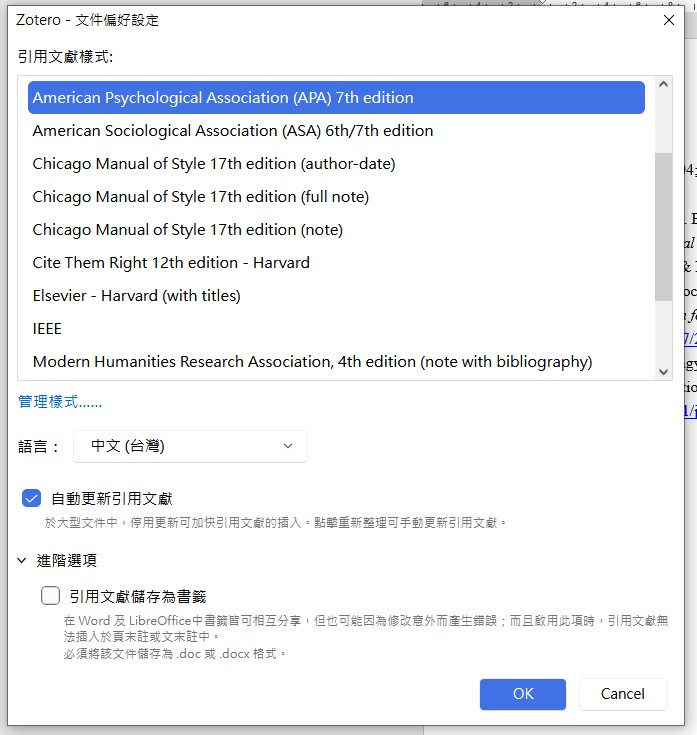 Zotero - 文件偏好設定
引用文獻樣式:
American Psychological Association (APA) 7th edition
American Sociological Association (ASA) 6th/7th edition
Chicago Manual of Style 17th edition (author-date)
Chicago Manual of Style 17th edition (full note)
Chicago Manual of Style 17th edition (note)
Cite Them Right 12th edition - Harvard
Elsevier - Harvard (with titles)
IEEE
Modern Humanities Research Association, 4th edition (note with bibliography)
管理樣式......
語言：
中文 (台灣)
自動更新引用文獻
於大型文件中，停用更新可加快引用文獻的插入。點擊重新整理可手動更新引用文獻。
進階選項
引用文獻儲存為書籤
在 Word 及 LibreOffice中書籤皆可相互分享，但也可能因為修改意外而產生錯誤；而且啟用此項時，引用文獻無
法插入於頁末註或文末註中。
必須將該文件儲存為 .doc 或 .docx 格式。
OK
Cancel